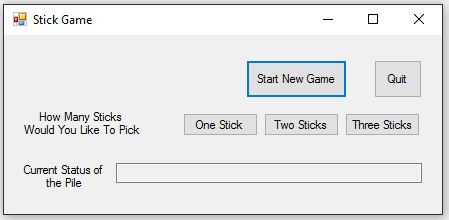 Stick Game
Start New Game
Quit
How Many Sticks
Would You Like To Pick
One Stick
Two Sticks
Three Sticks
Current Status of
the Pile